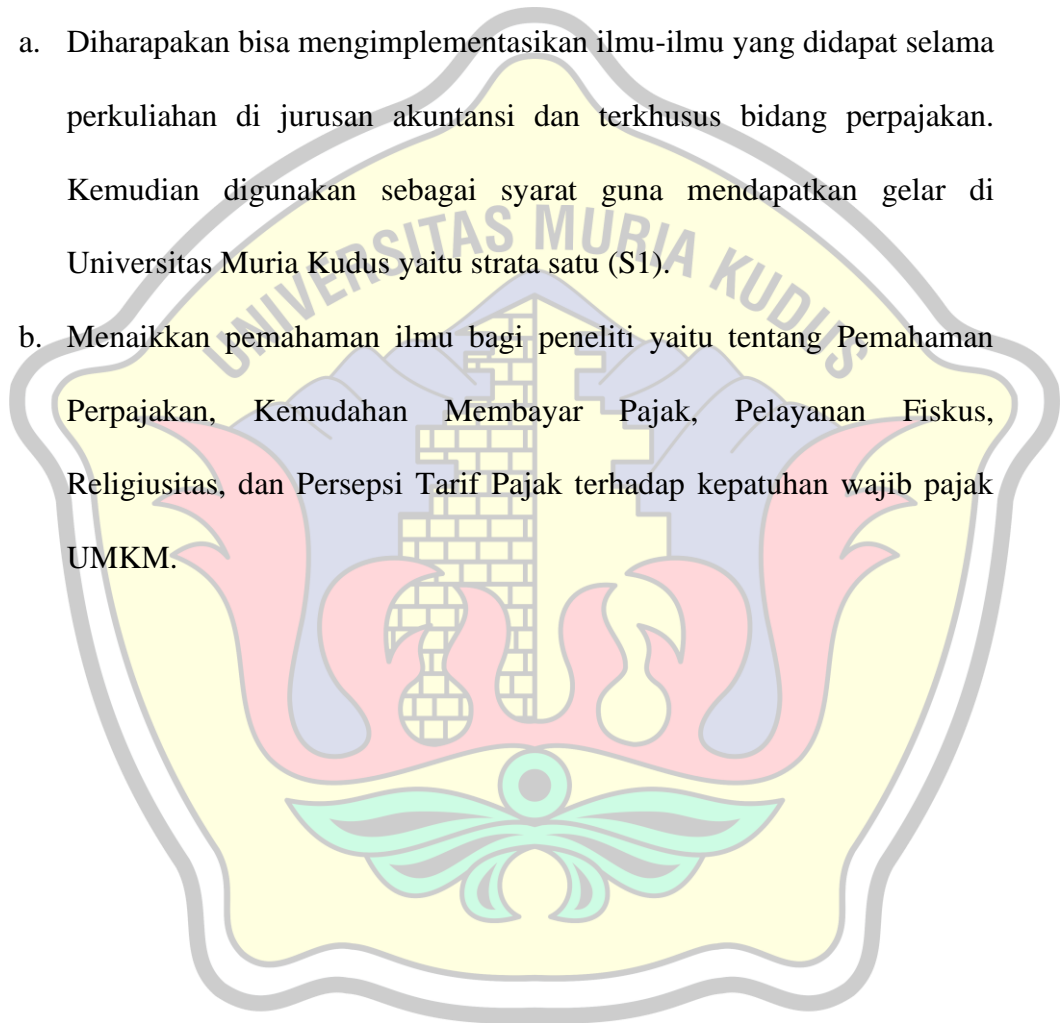 a. Diharapakan bisa mengimplementasikan ilmu-ilmu yang didapat selama
perkuliahan di jurusan akuntansi dan terkhusus bidang perpajakan.
Kemudian digunakan sebagai syarat guna mendapatkan gelar di
Universitas Muria Kudus yaitu strata satu (S1).
UNIVERSITAS MURIA KUDUS
b. Menaikkan pemahaman ilmu bagi peneliti yaitu tentang Pemahaman
Perpajakan, Kemudahan Membayar Pajak, Pelayanan Fiskus,
Religiusitas, dan Persepsi Tarif Pajak terhadap kepatuhan wajib pajak
UMKM.